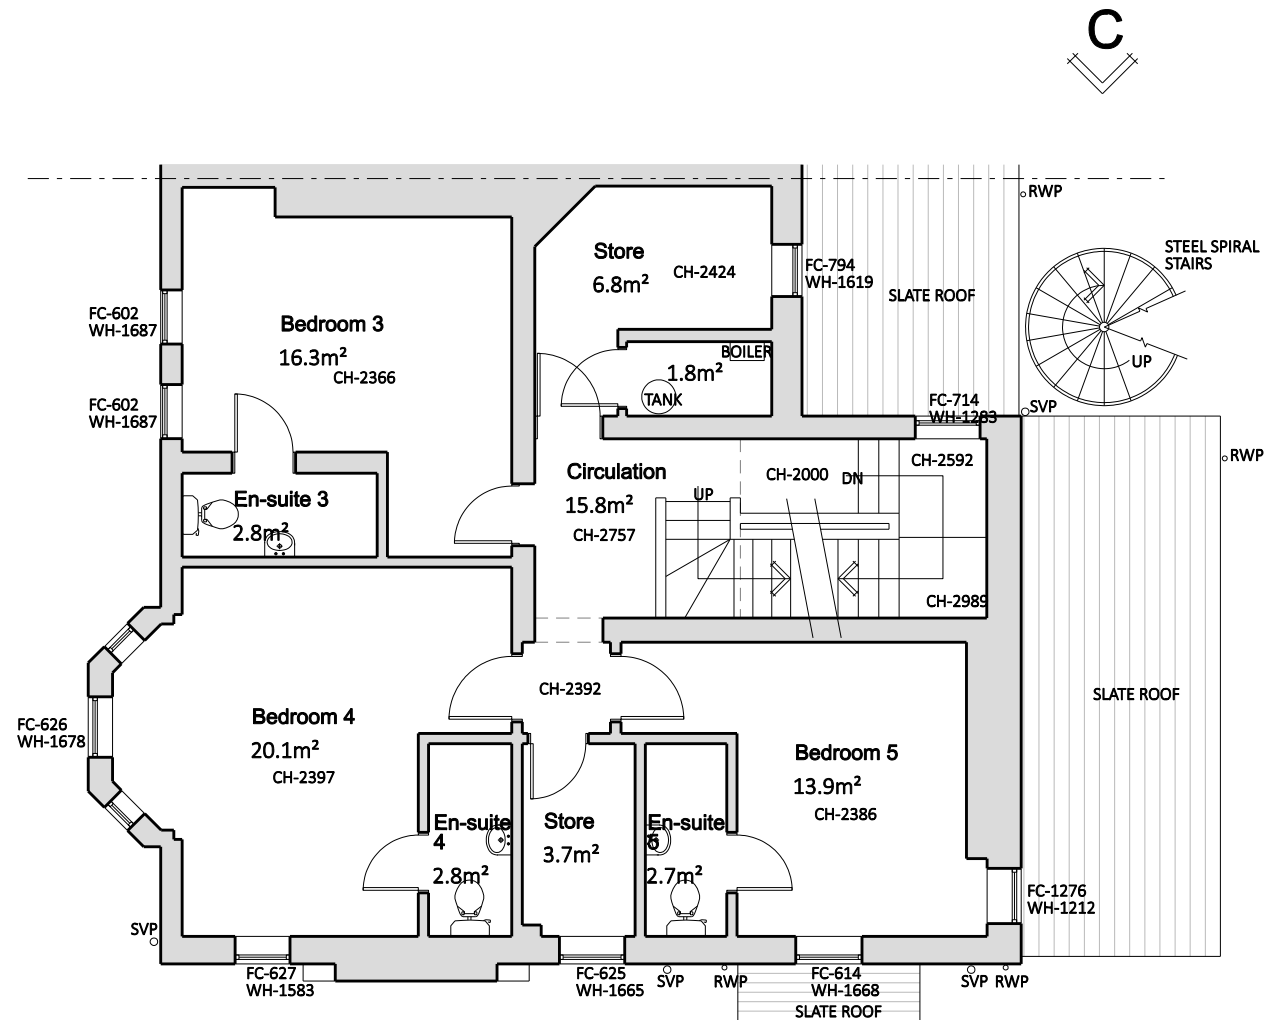 C
RWP
STEEL SPIRAL
STAIRS
UP
Store
6.8m²
CH-2424
FC-794
WH-1619
SLATE ROOF
FC-602
WH-1687
Bedroom 3
16.3m²
CH-2366
BOILER
1.8m²
TANK
FC-602
WH-1687
FC-714
WH-1283
SVP
RWP
Circulation
15.8m²
CH-2757
UP
CH-2000
DN
CH-2592
CH-2989
En-suite 3
2.8m²
CH-2392
SLATE ROOF
FC-626
WH-1678
Bedroom 4
20.1m²
CH-2397
Bedroom 5
13.9m²
CH-2386
En-suite
4
2.8m²
Store
3.7m²
En-suite
5
2.7m²
FC-1276
WH-1212
SVP
FC-627
WH-1583
FC-625
WH-1665
SVP
RWP
FC-614
WH-1668
SVP
RWP
SLATE ROOF